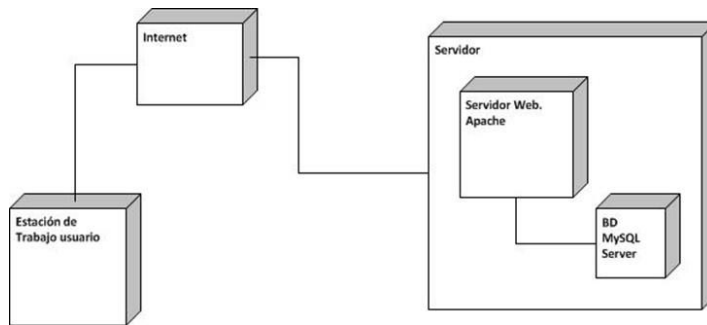 Internet
Servidor
Servidor Web.
Apache
Estación de
Trabajo usuario
BD
MySQL
Server